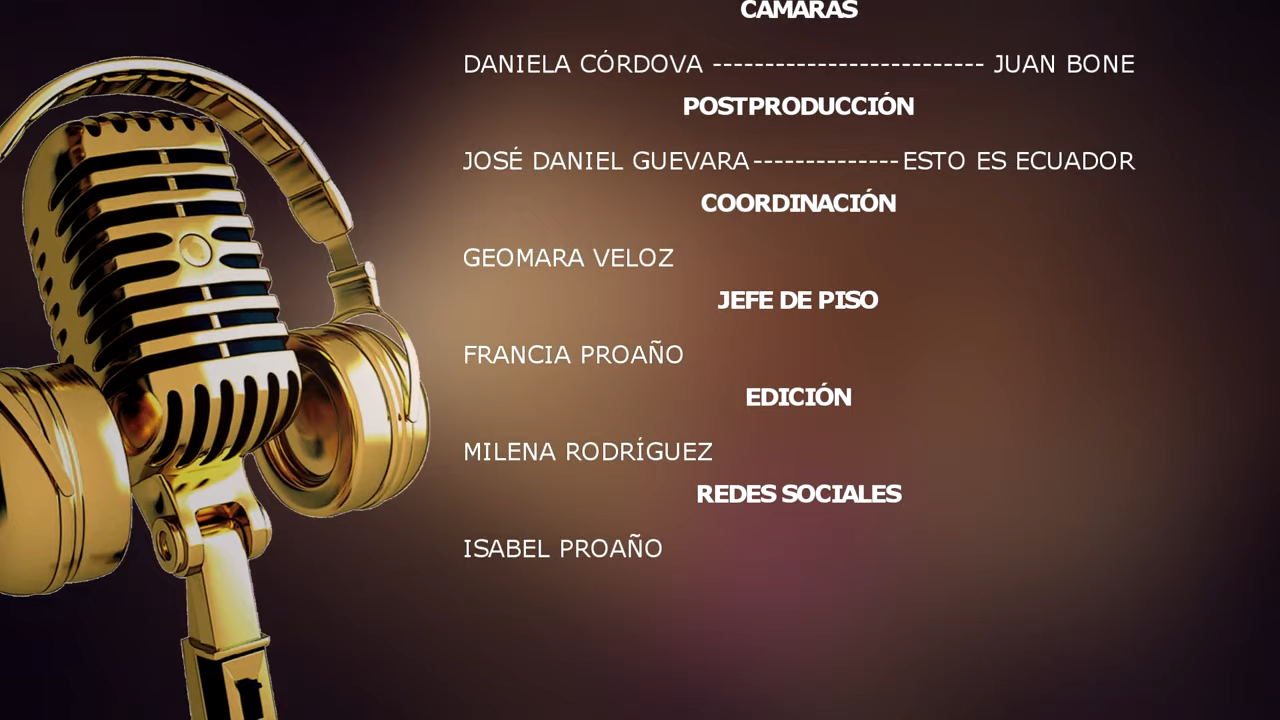 CÁMARAS
DANIELA CÓRDOVA -------------------------- JUAN BONE
POSTPRODUCCIÓN
JOSÉ DANIEL GUEVARA--------------ESTO ES ECUADOR
COORDINACIÓN
GEOMARA VELOZ
JEFE DE PISO
FRANCIA PROAÑO
EDICIÓN
MILENA RODRÍGUEZ
REDES SOCIALES
ISABEL PROAÑO